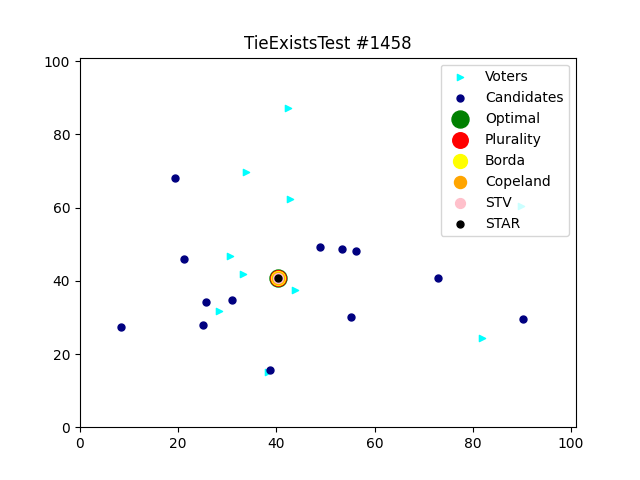 TieExistsTest #1458
100
80
60
40
20
0
0 20 40 60 80 100
Voters
Candidates
Optimal
Plurality
Borda
Copeland
STV
STAR